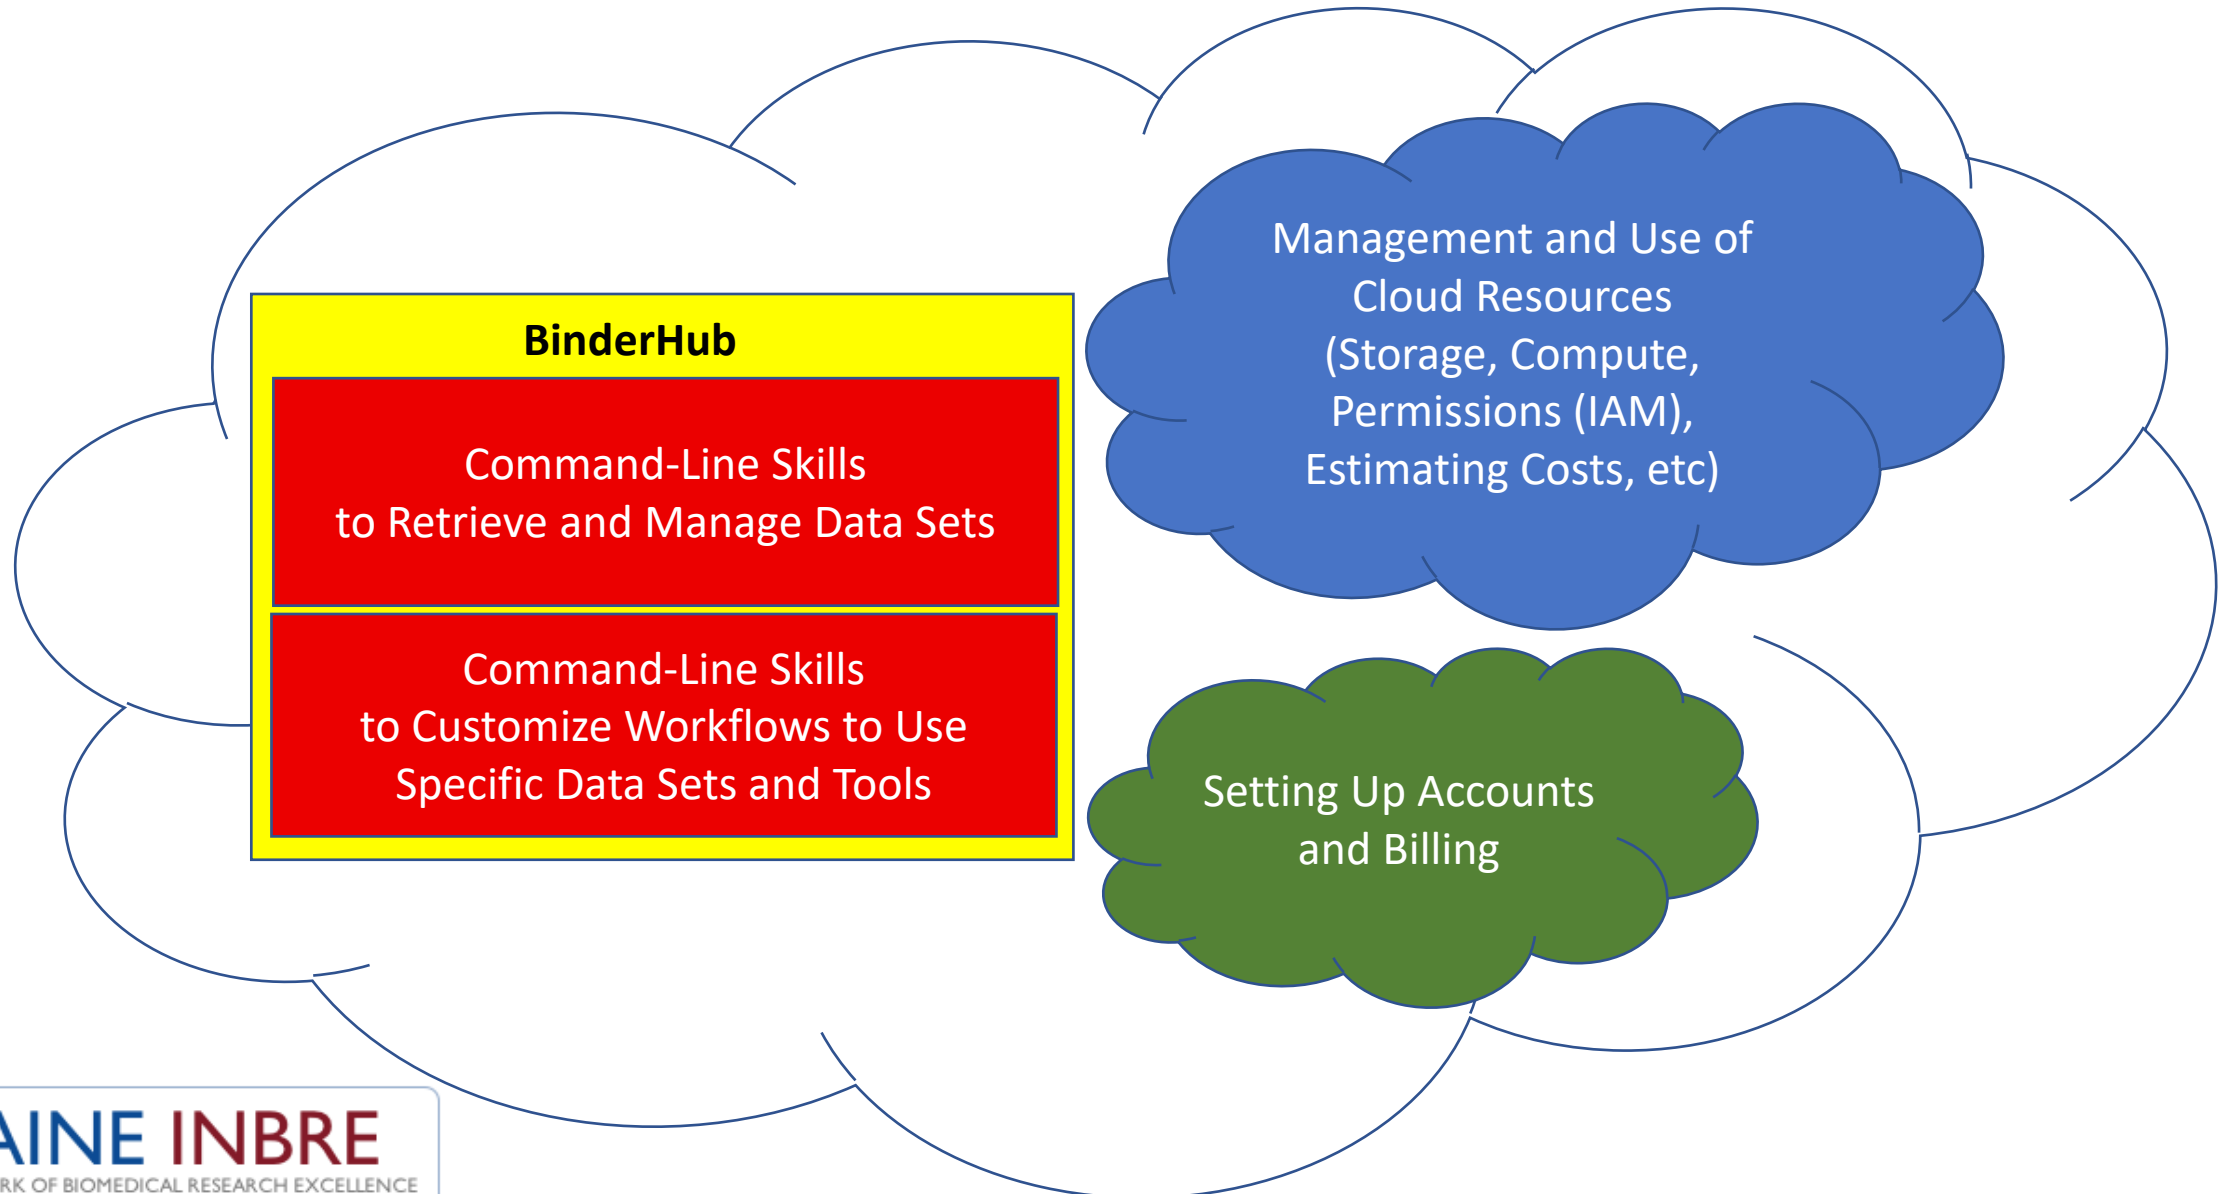 BinderHub
Command-Line Skills
to Retrieve and Manage Data Sets
Command-Line Skills
to Customize Workflows to Use
Specific Data Sets and Tools
Management and Use of
Cloud Resources
(Storage, Compute,
Permissions (IAM),
Estimating Costs, etc)
Setting Up Accounts
and Billing
AINE INBRE
RK OF BIOMEDICAL RESEARCH EXCELLENCE